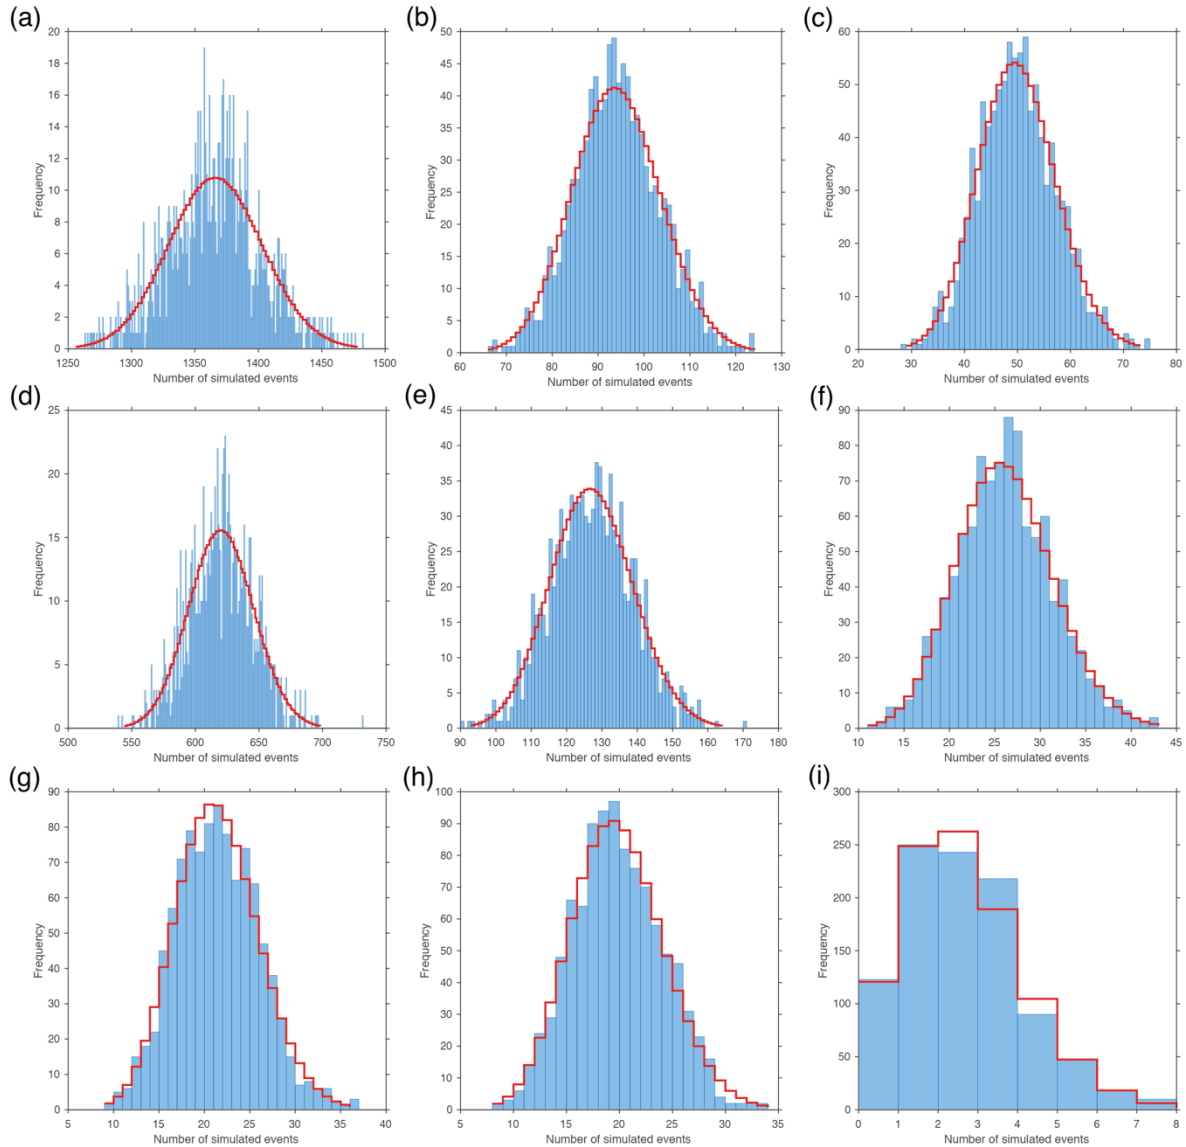 (a)
20
18
16
14
12
10
8
6
4
2
0
Frequency
1250 1300 1350 1400 1450 1500
Number of simulated events
(b)
50
45
40
35
30
25
20
15
10
5
0
Frequency
60 70 80 90 100 110 120 130
Number of simulated events
(c)
60
50
40
30
20
10
0
Frequency
20 30 40 50 60 70 80
Number of simulated events
(d)
25
20
15
10
5
0
Frequency
500 550 600 650 700 750
Number of simulated events
(e)
45
40
35
30
25
20
15
10
5
0
Frequency
90 100 110 120 130 140 150 160 170 180
Number of simulated events
(f)
90
80
70
60
50
40
30
20
10
0
Frequency
10 15 20 25 30 35 40 45
Number of simulated events
(g)
90
80
70
60
50
40
30
20
10
0
Frequency
5 10 15 20 25 30 35 40
Number of simulated events
(h)
100
90
80
70
60
50
40
30
20
10
0
Frequency
5 10 15 20 25 30 35
Number of simulated events
(i)
300
250
200
150
100
50
0
Frequency
0 1 2 3 4 5 6 7 8
Number of simulated events